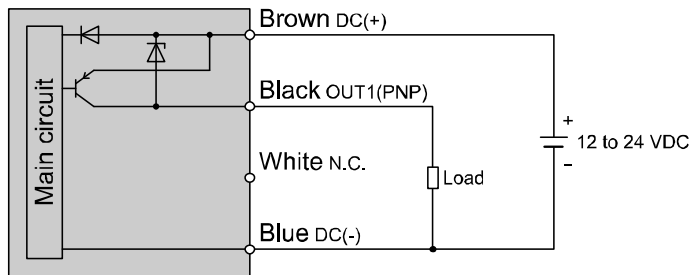 Brown DC(+)
Main circuit
Black OUT1(PNP)
+
12 to 24 VDC
−
White N.C.
Load
Blue DC(-)